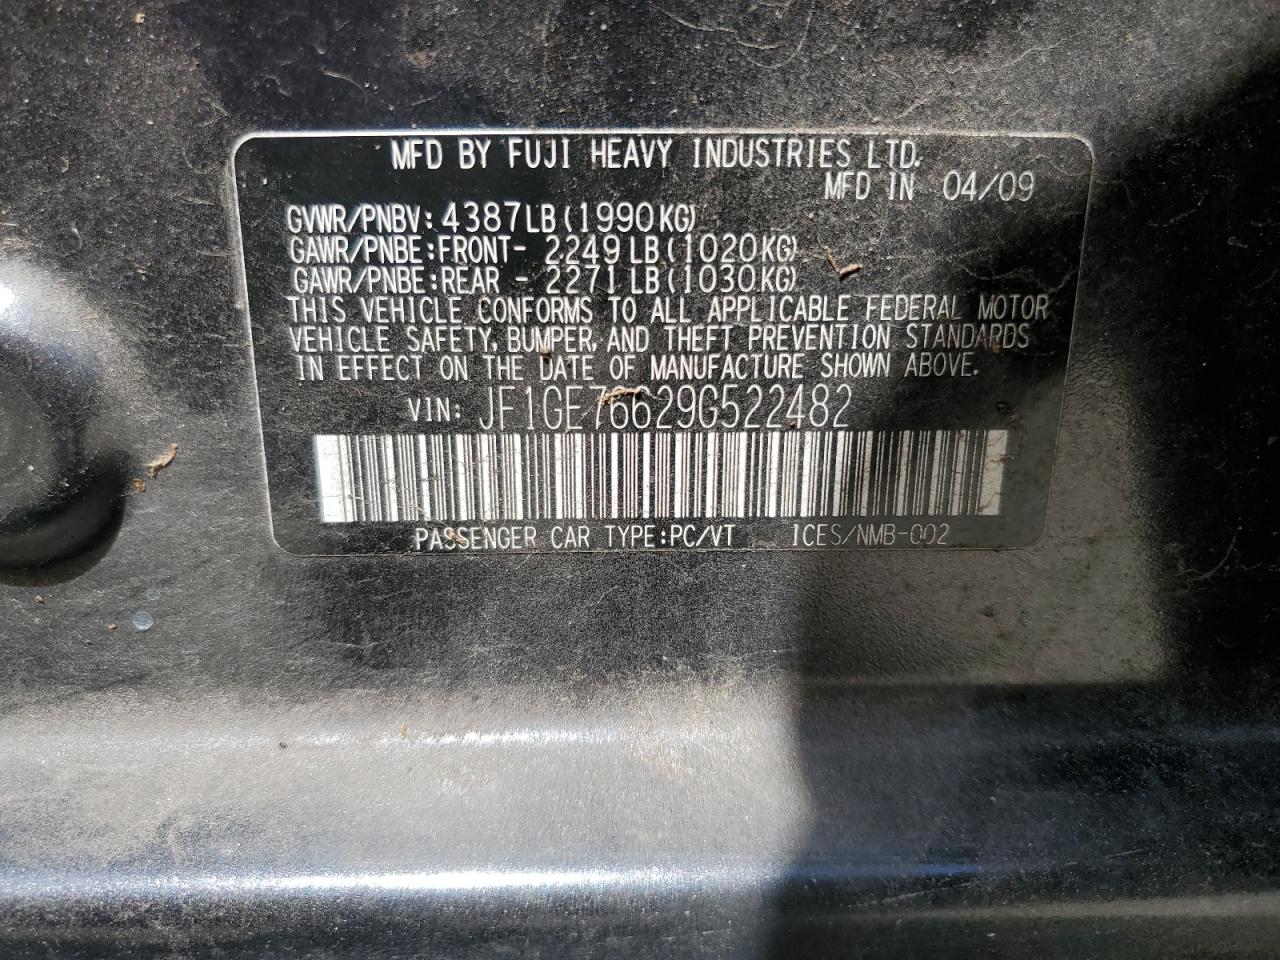 MFD BY FUJI HEAVY INDUSTRIES LTD.
MFD IN 04/09
GVWR/PNBV: 4387LB(1990KG)
GAWR/PNBE:FRONT- 2249LB(1020KG)
GAWR/PNBE:REAR - 2271LB(1030KG)
THIS VEHICLE CONFORMS TO ALL APPLICABLE FEDERAL MOTOR
VEHICLE SAFETY, BUMPER, AND THEFT PREVENTION STANDARDS
IN EFFECT ON THE DATE OF MANUFACTURE SHOWN ABOVE.
VIN: JF1GE76629G522482
PASSENGER CAR TYPE:PC/VT ICES/NMB-002